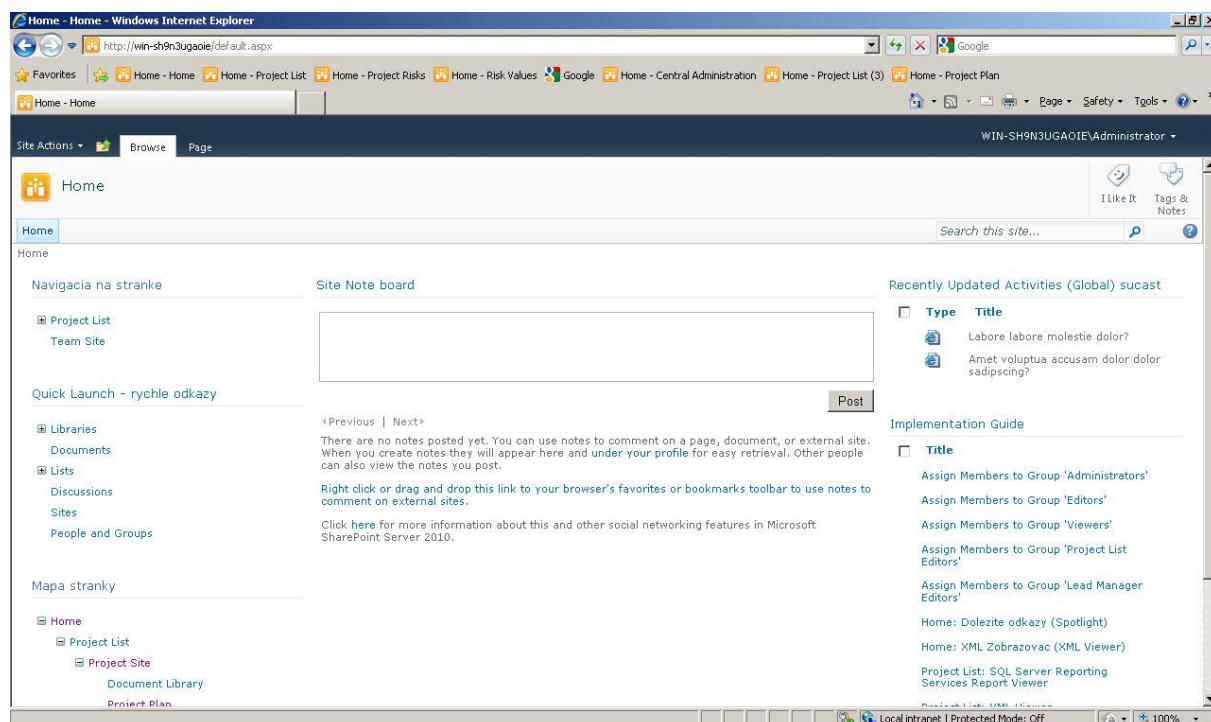 Home - Home - Windows Internet Explorer
http://win-sh9n3ugaoie/default.aspx
Google
Favorites
Home - Home
Home - Project List
Home - Project Risks
Home - Risk Values
Google
Home - Central Administration
Home - Project List (3)
Home - Project Plan
Home - Home
Page
Safety
Tools
Site Actions
Browse
Page
WIN-SH9N3UGAOIE\Administrator
Home
I Like It
Tags &
Notes
Home
Search this site...
Home
Navigacia na stranke
Project List
Team Site
Quick Launch - rychle odkazy
Libraries
Documents
Lists
Discussions
Sites
People and Groups
Mapa stranky
Home
Project List
Project Site
Document Library
Project Plan
Site Note board
Post
Previous | Next
There are no notes posted yet. You can use notes to comment on a page, document, or external site.
When you create notes they will appear here and under your profile for easy retrieval. Other people
can also view the notes you post.
Right click or drag and drop this link to your browser's favorites or bookmarks toolbar to use notes to
comment on external sites.
Click here for more information about this and other social networking features in Microsoft
SharePoint Server 2010.
Recently Updated Activities (Global) sucast
Type Title
Labore labore molestie dolor?
Amet voluptua accusam dolor dolor
sadipscing?
Implementation Guide
Title
Assign Members to Group 'Administrators'
Assign Members to Group 'Editors'
Assign Members to Group 'Viewers'
Assign Members to Group 'Project List
Editors'
Assign Members to Group 'Lead Manager
Editors'
Home: Dolezite odkazy (Spotlight)
Home: XML Zobrazovac (XML Viewer)
Project List: SQL Server Reporting
Services Report Viewer
Project List: XML Viewer
Local intranet | Protected Mode: Off
100%